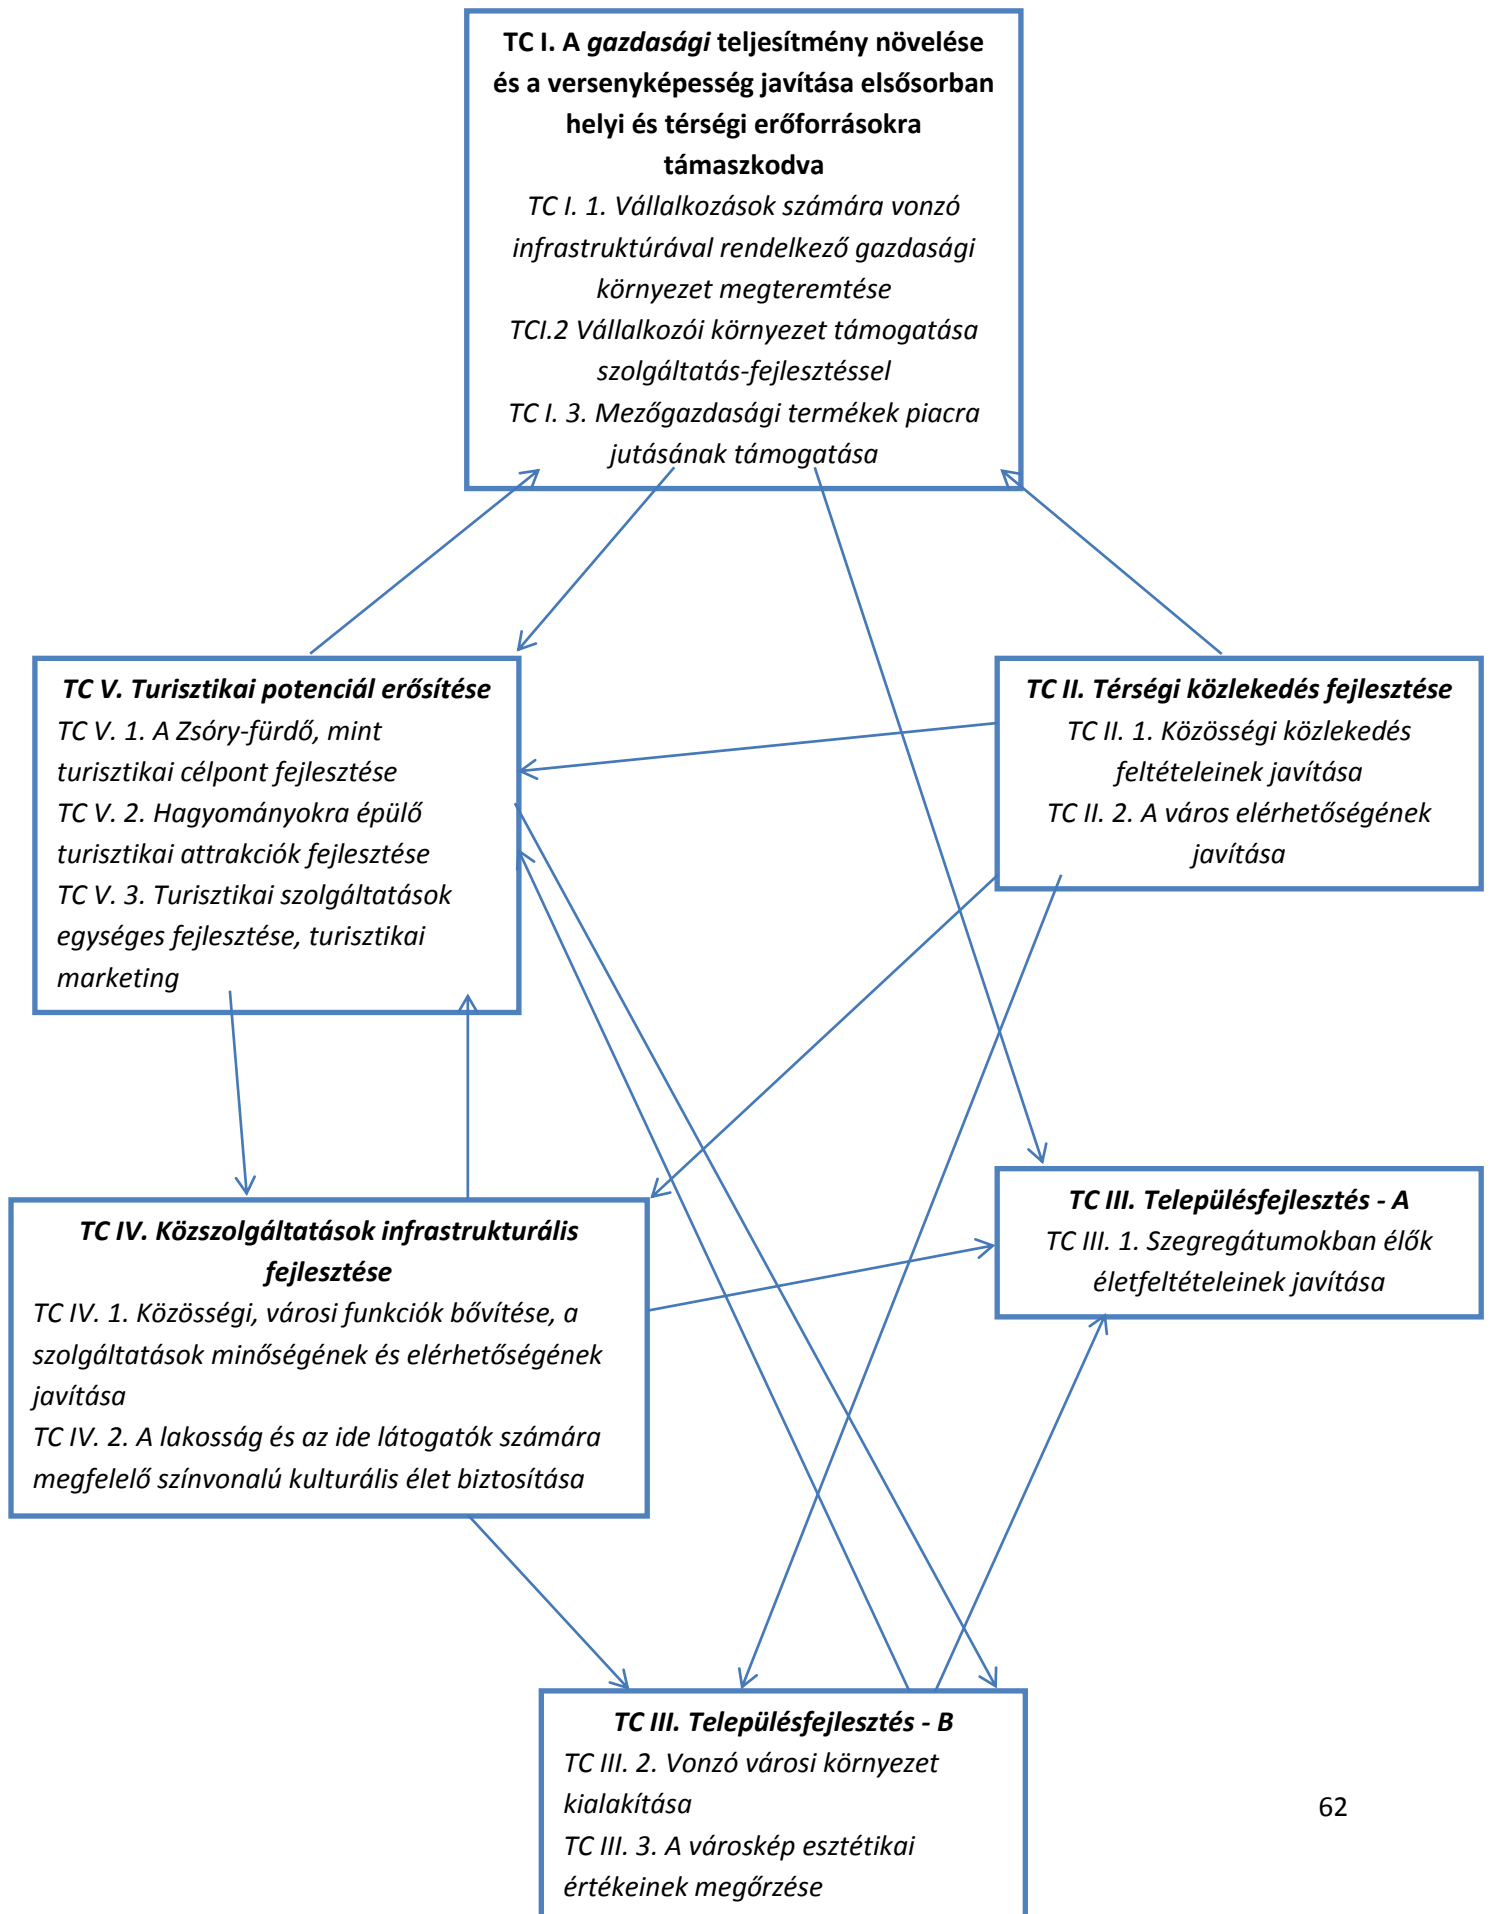 TC I. A gazdasági teljesítmény növelése
és a versenyképesség javítása elsősorban
helyi és térségi erőforrásokra
támaszkodva
TC I. 1. Vállalkozások számára vonzó
infrastruktúrával rendelkező gazdasági
környezet megteremtése
TCI.2 Vállalkozói környezet támogatása
szolgáltatás-fejlesztéssel
TC I. 3. Mezőgazdasági termékek piacra
jutásának támogatása
TC V. Turisztikai potenciál erősítése
TC V. 1. A Zsóry-fürdő, mint
turisztikai célpont fejlesztése
TC V. 2. Hagyományokra épülő
turisztikai attrakciók fejlesztése
TC V. 3. Turisztikai szolgáltatások
egységes fejlesztése, turisztikai
marketing
TC II. Térségi közlekedés fejlesztése
TC II. 1. Közösségi közlekedés
feltételeinek javítása
TC II. 2. A város elérhetőségének
javítása
TC IV. Közszolgáltatások infrastrukturális
fejlesztése
TC IV. 1. Közösségi, városi funkciók bővítése, a
szolgáltatások minőségének és elérhetőségének
javítása
TC IV. 2. A lakosság és az ide látogatók számára
megfelelő színvonalú kulturális élet biztosítása
TC III. Településfejlesztés - A
TC III. 1. Szegregátumokban élők
életfeltételeinek javítása
TC III. Településfejlesztés - B
TC III. 2. Vonzó városi környezet
kialakítása
TC III. 3. A városkép esztétikai
értékeinek megőrzése
62